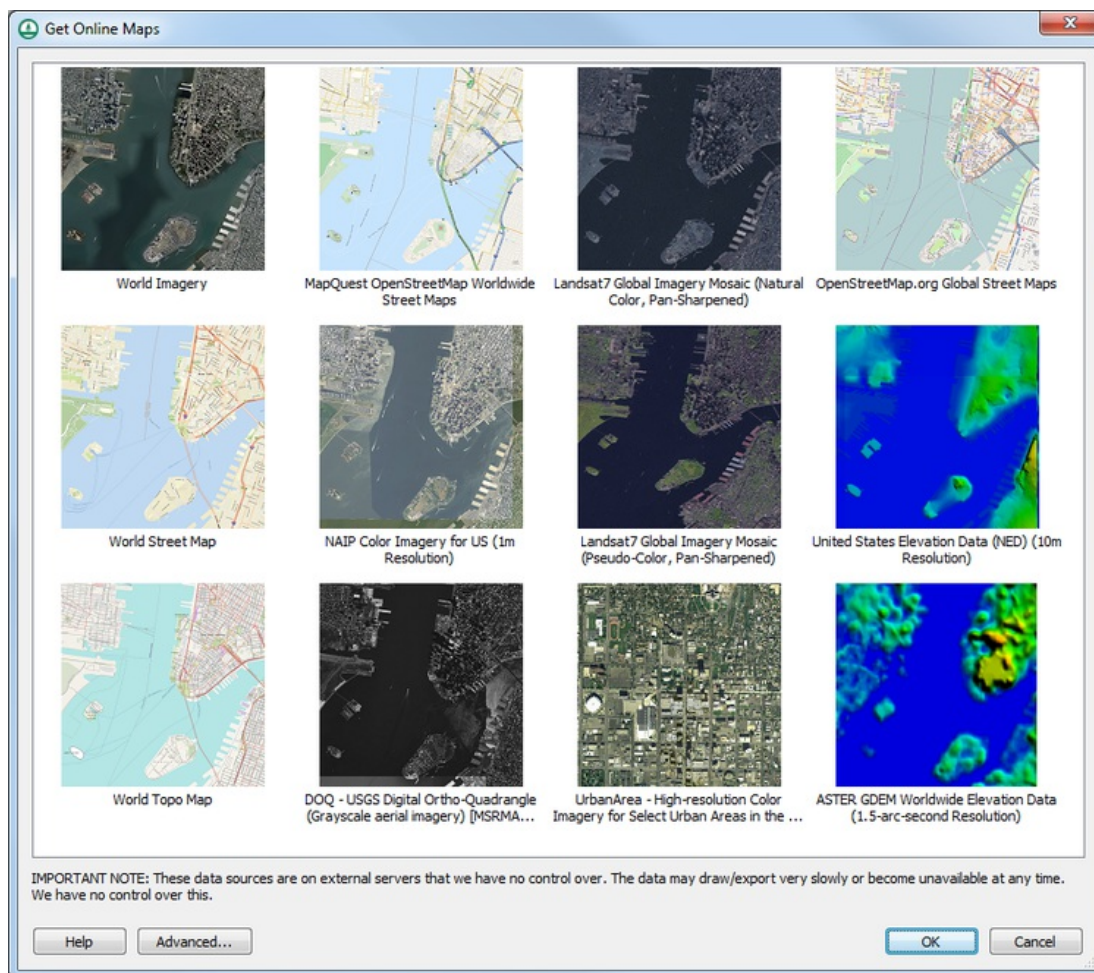 Get Online Maps
World Imagery
MapQuest OpenStreetMap Worldwide
Street Maps
Landsat7 Global Imagery Mosaic (Natural
Color, Pan-Sharpened)
OpenStreetMap.org Global Street Maps
World Street Map
NAIP Color Imagery for US (1m
Resolution)
Landsat7 Global Imagery Mosaic
(Pseudo-Color, Pan-Sharpened)
United States Elevation Data (NED) (10m
Resolution)
World Topo Map
DOQ - USGS Digital Ortho-Quadrangle
(Grayscale aerial imagery) [MSRMA...
UrbanArea - High-resolution Color
Imagery for Select Urban Areas in the ...
ASTER GDEM Worldwide Elevation Data
(1.5-arc-second Resolution)
IMPORTANT NOTE: These data sources are on external servers that we have no control over. The data may draw/export very slowly or become unavailable at any time.
We have no control over this.
Help
Advanced...
OK
Cancel